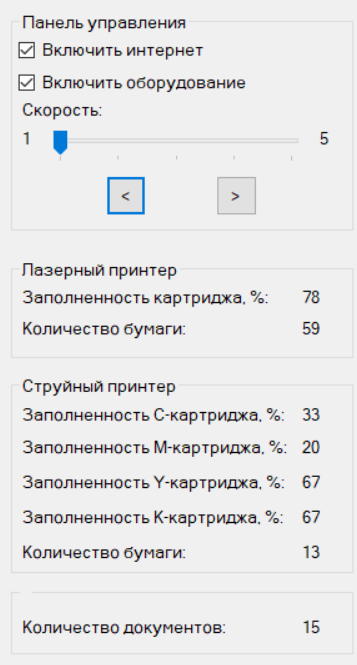 Панель управления
Включить интернет
Включить оборудование
Скорость:
1 5
< >
Лазерный принтер
Заполненность картриджа, %: 78
Количество бумаги: 59
Струйный принтер
Заполненность C-картриджа, %: 33
Заполненность M-картриджа, %: 20
Заполненность Y-картриджа, %: 67
Заполненность K-картриджа, %: 67
Количество бумаги: 13
Количество документов: 15